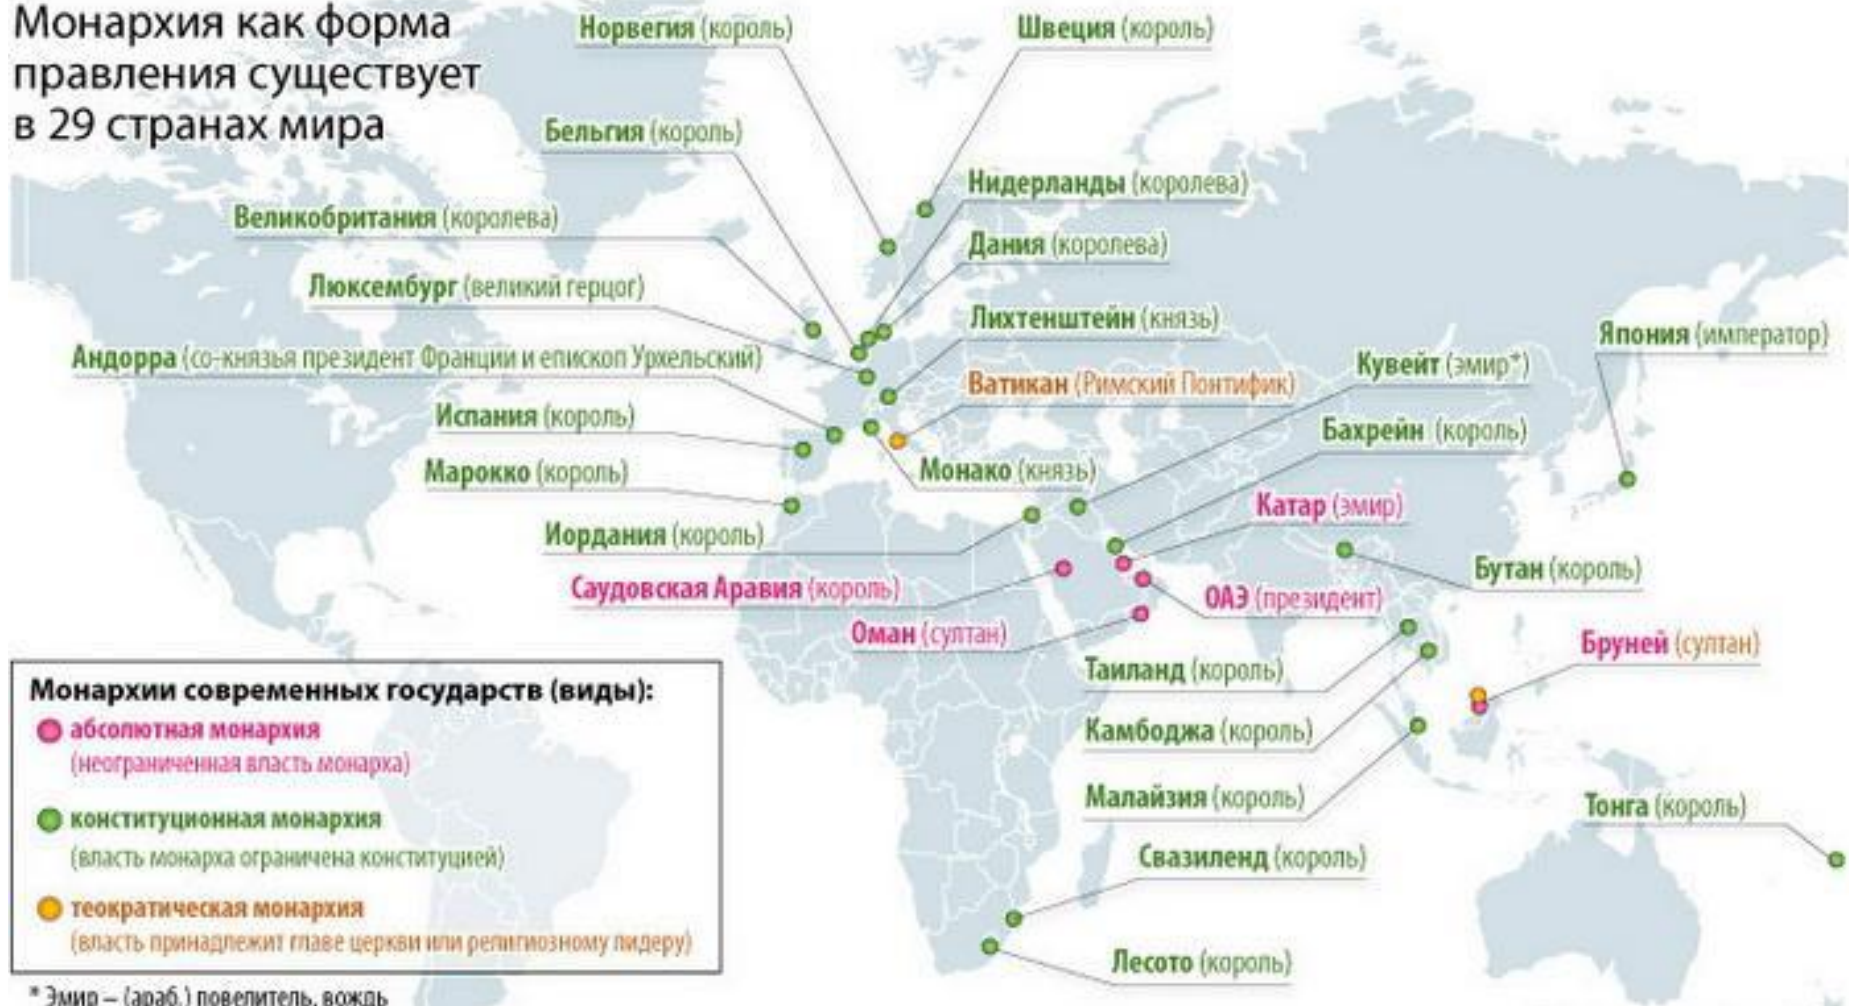 Монархия как форма
правления существует
в 29 странах мира
Норвегия (король)
Швеция (король)
Бельгия (король)
Нидерланды (королева)
Великобритания (королева)
Дания (королева)
Люксембург (великий герцог)
Лихтенштейн (князь)
Япония (император)
Андорра (со-князья президент Франции и епископ Урхельский)
Ватикан (Римский Понтифик)
Кувейт (эмир*)
Испания (король)
Бахрейн (король)
Марокко (король)
Монако (князь)
Катар (эмир)
Иордания (король)
Бутан (король)
Саудовская Аравия (король)
ОАЭ (президент)
Оман (султан)
Бруней (султан)
Таиланд (король)
Камбоджа (король)
Малайзия (король)
Тонга (король)
Свазиленд (король)
Лесото (король)
Монархии современных государств (виды):
абсолютная монархия
(неограниченная власть монарха)
конституционная монархия
(власть монарха ограничена конституцией)
теократическая монархия
(власть принадлежит главе церкви или религиозному лидеру)
* Эмир – (араб.) повелитель, вождь